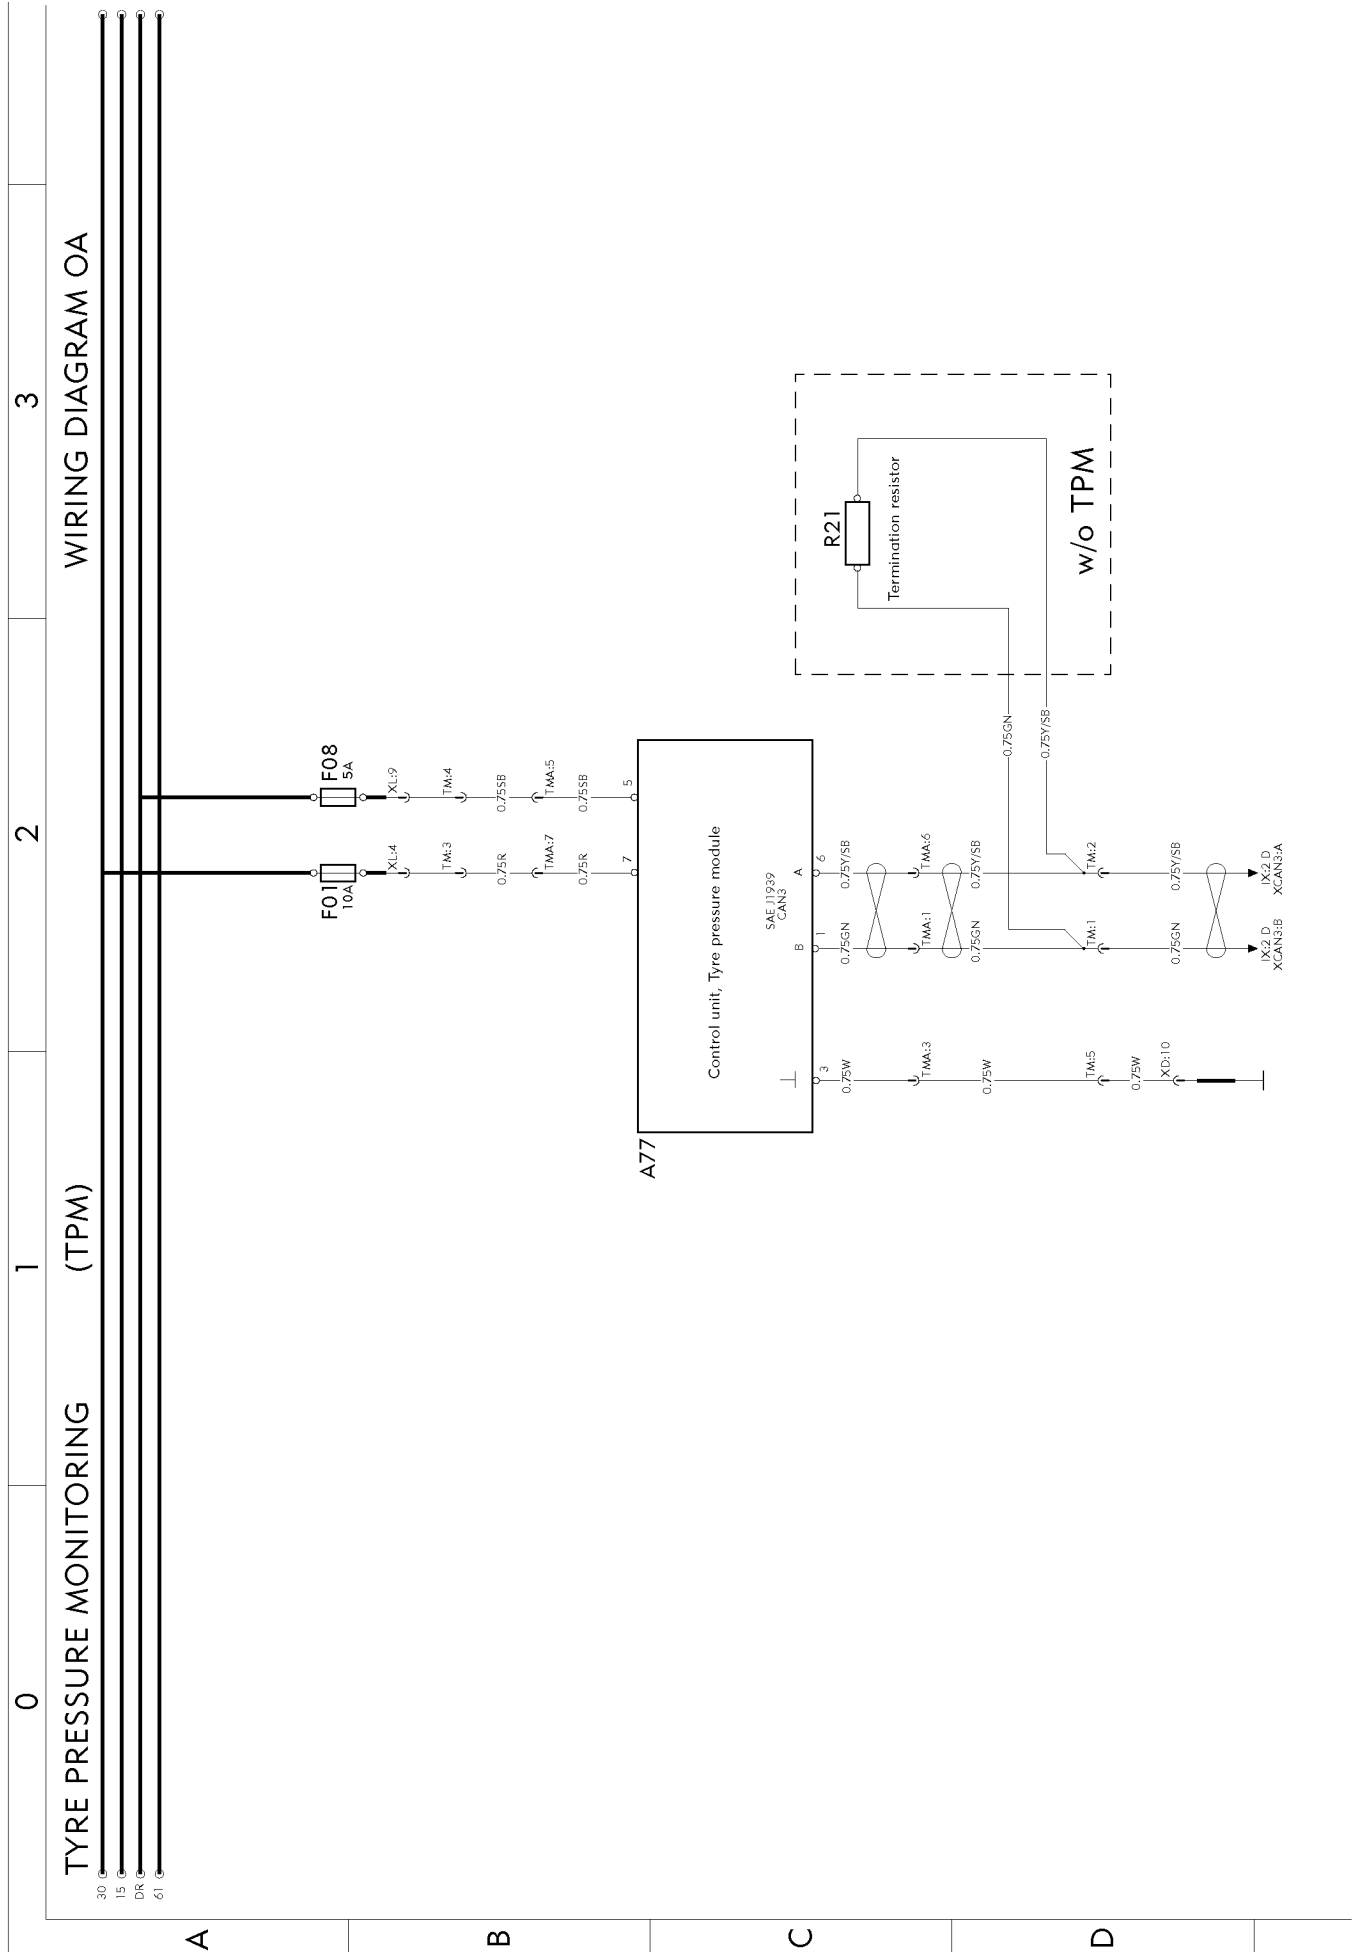 0 1 2 3
TYRE PRESSURE MONITORING (TPM) WIRING DIAGRAM OA
30
15
DR
61
A
B
C
D
F01
10A
F08
5A
XL:4
XL:9
TM:3
TM:4
0.75R
0.75SB
TMA:7
TMA:5
0.75R
0.75SB
7
5
A77
Control unit, Tyre pressure module
SAE J1939
CAN3
B
A
3
1
6
0.75W
0.75GN
0.75Y/SB
TMA:3
TMA:1
TMA:6
0.75W
0.75GN
0.75Y/SB
R21
Termination resistor
w/o TPM
0.75GN
0.75Y/SB
TM:5
TM:1
TM:2
0.75W
0.75GN
0.75Y/SB
XD:10
IX:2 D
XCAN3:B
IX:2 D
XCAN3:A